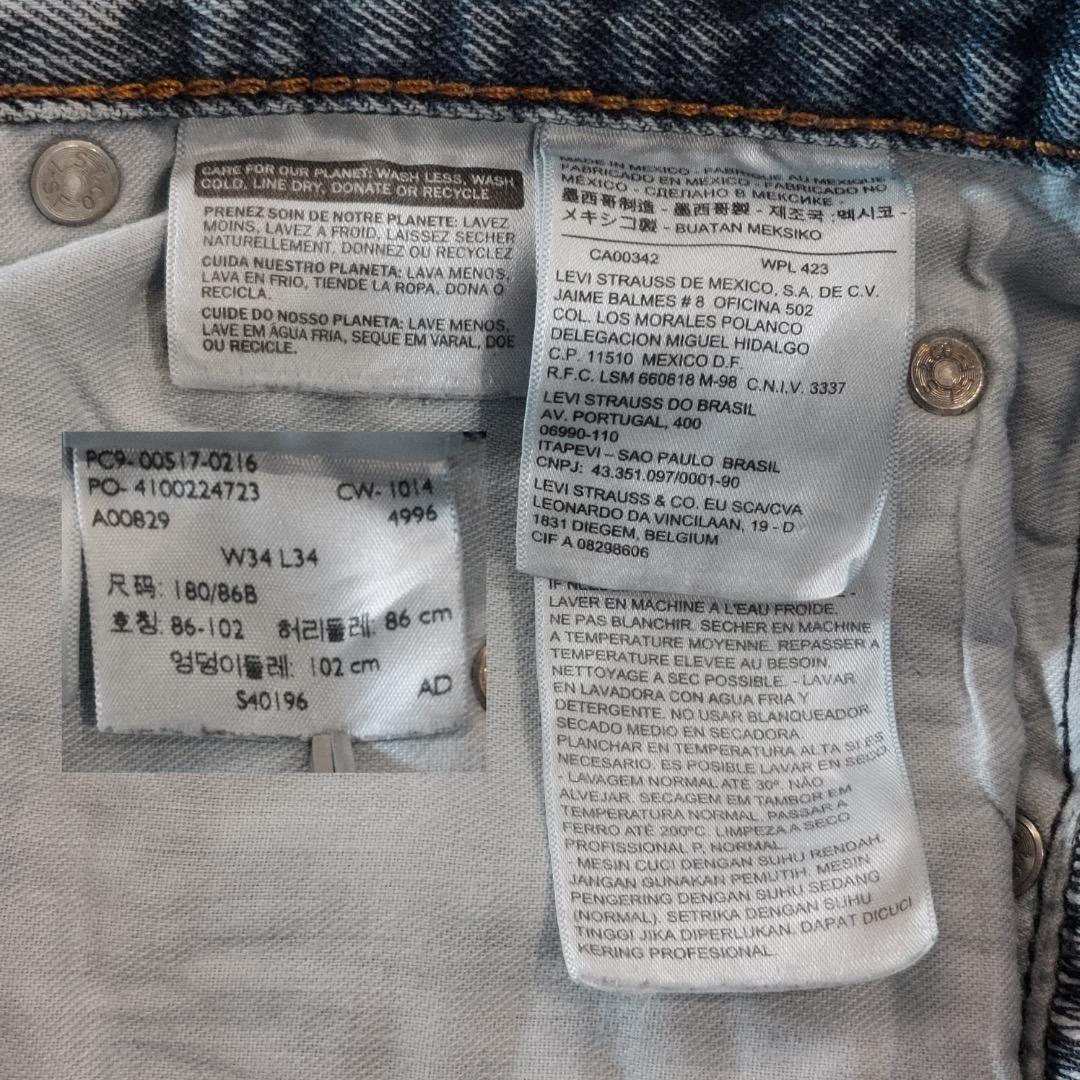 CARE FOR OUR PLANET: WASH LESS, WASH
COLD, LINE DRY, DONATE OR RECYCLE
PRENEZ SOIN DE NOTRE PLANETE: LAVEZ
MOINS, LAVEZ A FROID, LAISSEZ SECHER
NATURELLEMENT, DONNEZ OU RECYCLEZ
CUIDA NUESTRO PLANETA: LAVA MENOS,
LAVA EN FRIO, TIENDE LA ROPA, DONA O
RECICLA.
CUIDE DO NOSSO PLANETA: LAVE MENOS,
LAVE EM ÁGUA FRIA, SEQUE EM VARAL, DOE
OU RECICLE.
MADE IN MEXICO - FABRIQUE AU MEXIQUE
FABRICADO EN MEXICO - FABRICADO NO
MÉXICO - СДЕЛАНО В МЕКСИКЕ -
墨西哥制造 - 墨西哥製 - 제조국 :멕시코 -
メキシコ製 - BUATAN MEKSIKO
CA00342 WPL 423
LEVI STRAUSS DE MEXICO, S.A. DE C.V.
JAIME BALMES # 8 OFICINA 502
COL. LOS MORALES POLANCO
DELEGACION MIGUEL HIDALGO
C.P. 11510 MEXICO D.F.
R.F.C. LSM 660818 M-98 C.N.I.V. 3337
LEVI STRAUSS DO BRASIL
AV. PORTUGAL, 400
06990-110
ITAPEVI – SAO PAULO BRASIL
CNPJ: 43.351.097/0001-90
LEVI STRAUSS & CO. EU SCA/CVA
LEONARDO DA VINCILAAN, 19 - D
1831 DIEGEM, BELGIUM
CIF A 08298606
PC9-00517-0216
PO-4100224723 CW-1014
A00829 4996
W34 L34
尺码: 180/86B
호칭: 86-102 허리둘레: 86 cm
엉덩이둘레: 102 cm
S40196 AD
IF
LAVER EN MACHINE A L'EAU FROIDE.
NE PAS BLANCHIR. SECHER EN MACHINE
A TEMPERATURE MOYENNE. REPASSER A
TEMPERATURE ELEVEE AU BESOIN.
NETTOYAGE A SEC POSSIBLE. - LAVAR
EN LAVADORA CON AGUA FRIA Y
DETERGENTE. NO USAR BLANQUEADOR.
SECADO MEDIO EN SECADORA.
PLANCHAR EN TEMPERATURA ALTA SI ES
NECESARIO. ES POSIBLE LAVAR EN SECO.
- LAVAGEM NORMAL ATÉ 30º. NÃO
ALVEJAR. SECAGEM EM TAMBOR EM
TEMPERATURA NORMAL. PASSAR A
FERRO ATÉ 200ºC. LIMPEZA A SECO
PROFISSIONAL P, NORMAL.
- MESIN CUCI DENGAN SUHU RENDAH.
JANGAN GUNAKAN PEMUTIH. MESIN
PENGERING DENGAN SUHU SEDANG
(NORMAL). SETRIKA DENGAN SUHU
TINGGI JIKA DIPERLUKAN. DAPAT DICUCI
KERING PROFESIONAL.